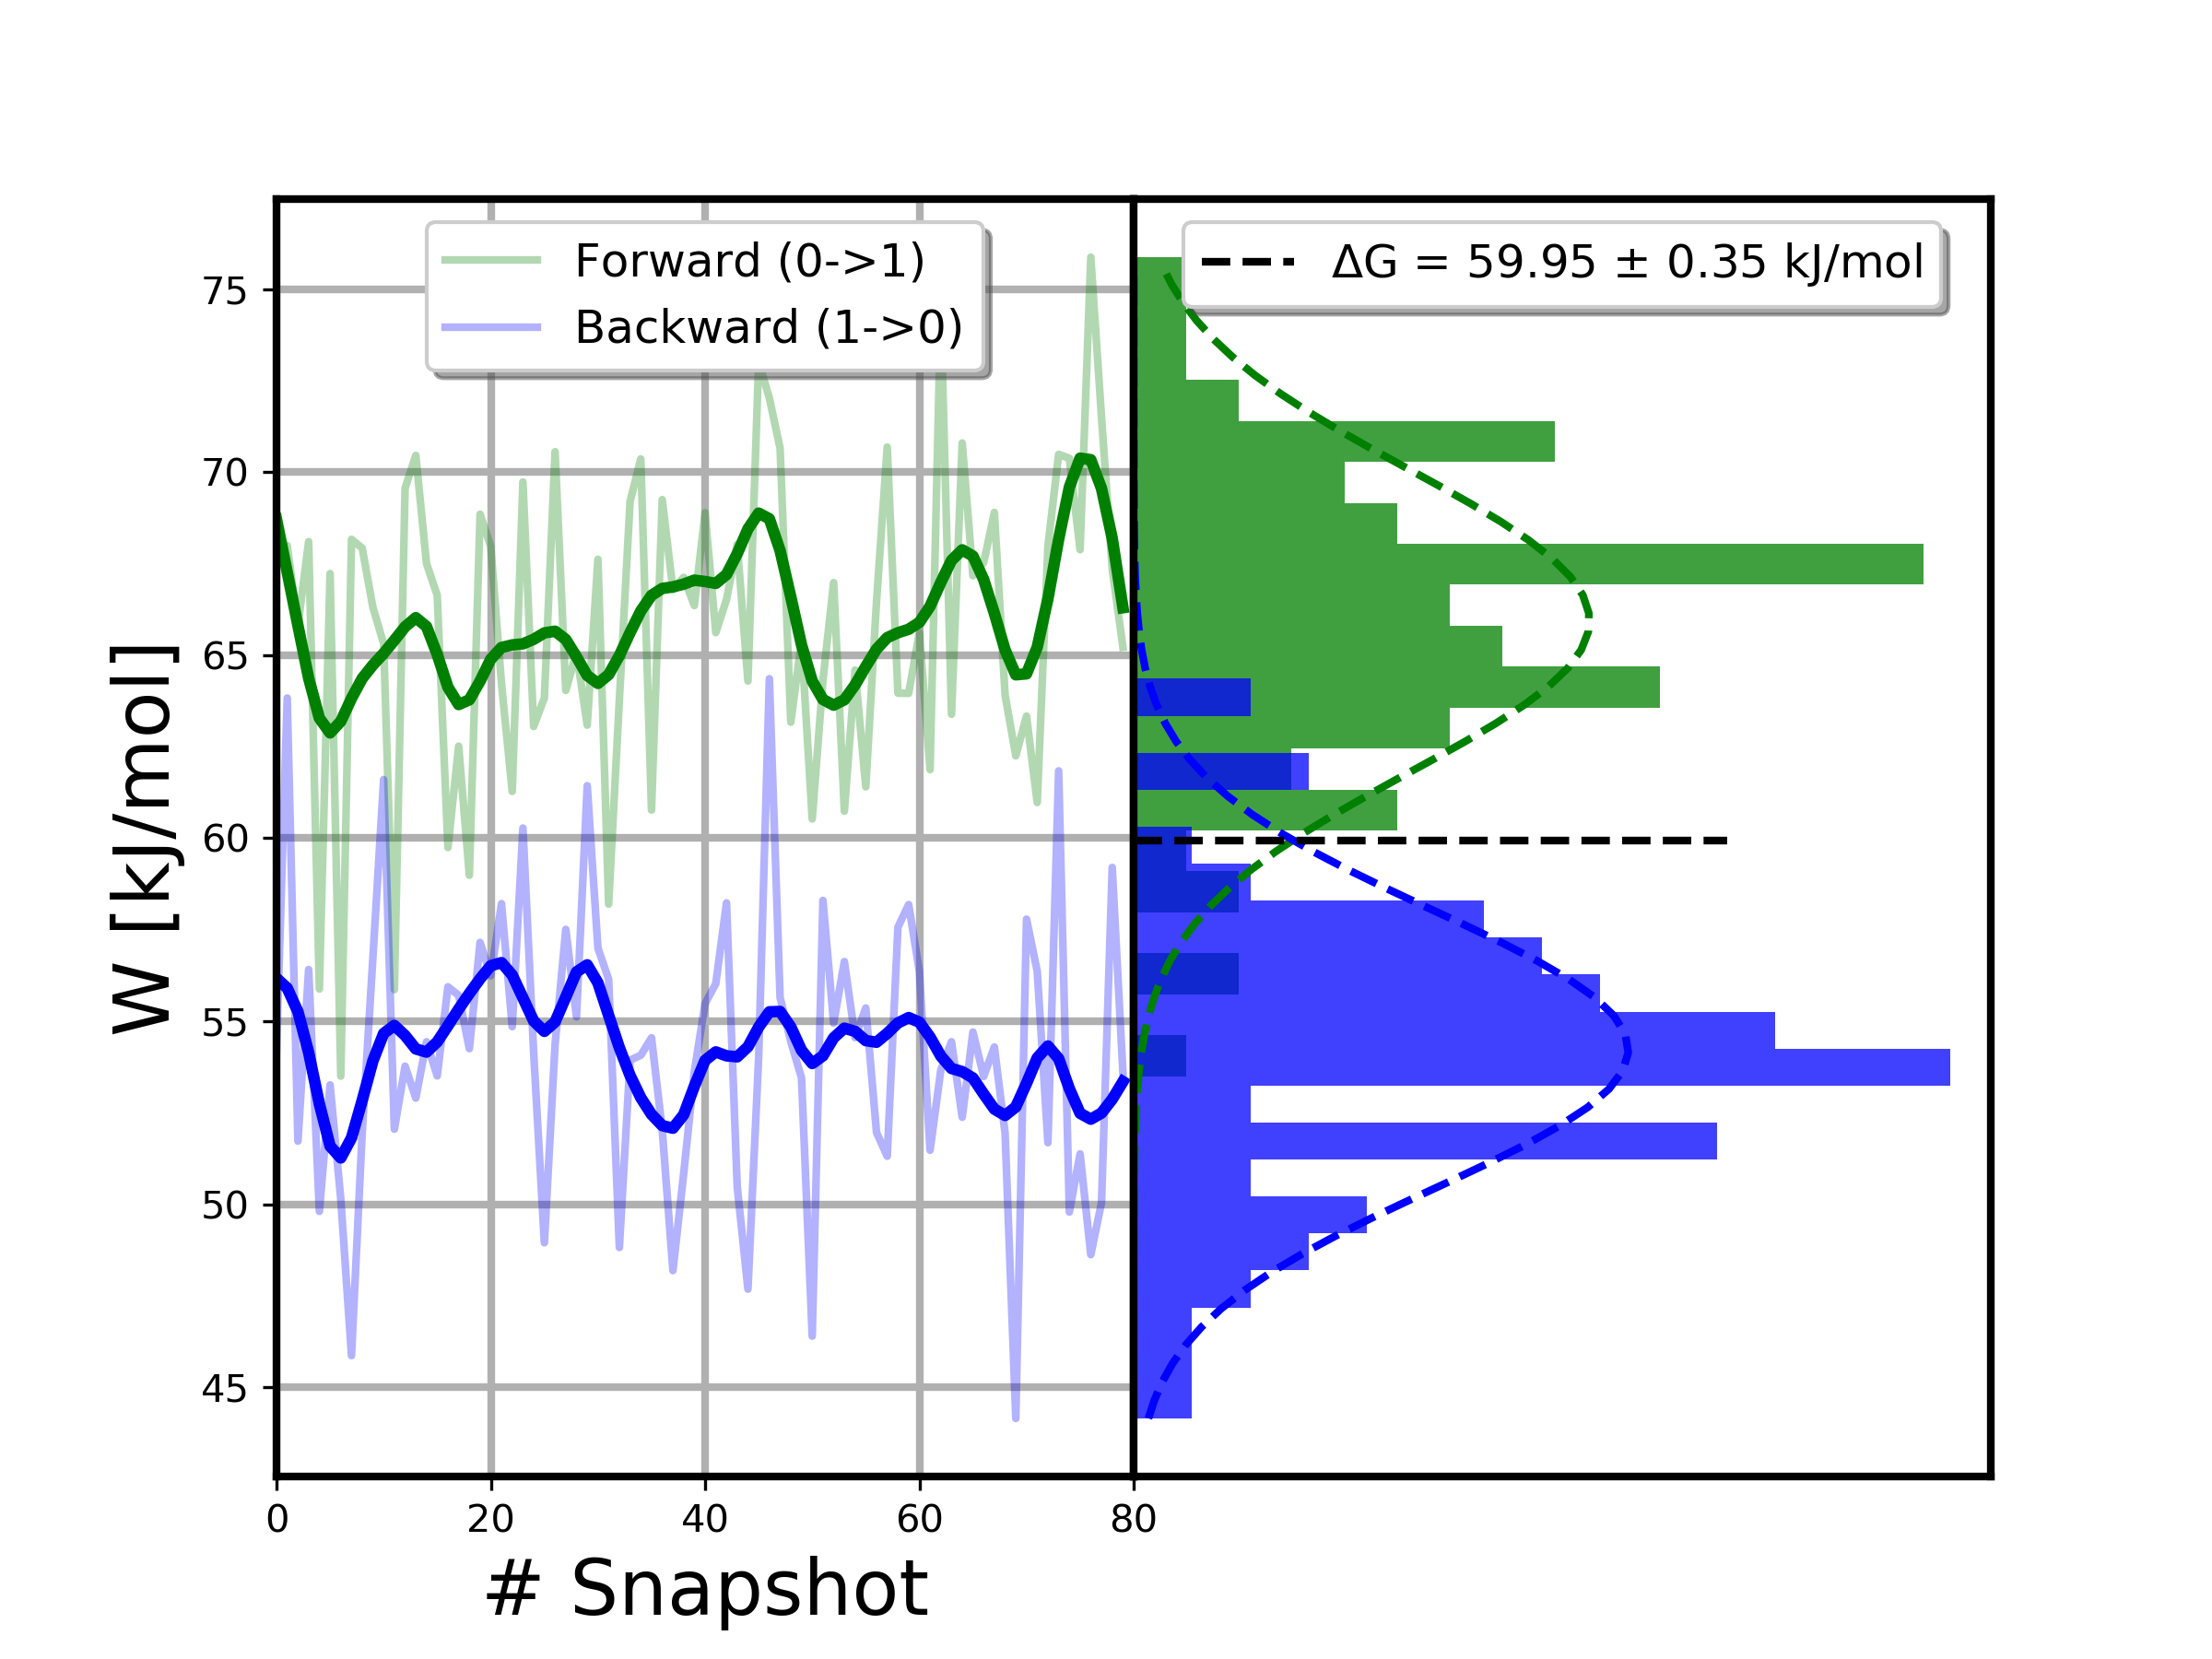 Forward (0->1)
Backward (1->0)
ΔG = 59.95 ± 0.35 kJ/mol
75
70
65
60
55
50
45
W [kJ/mol]
0 20 40 60 80
# Snapshot